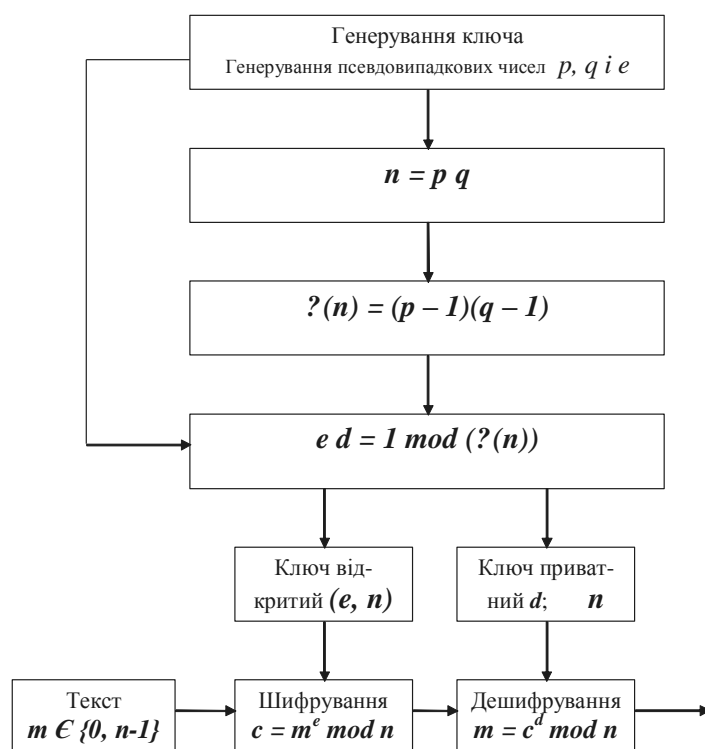 Генерування ключа
Генерування псевдовипадкових чисел p, q і e
n = p q
?(n) = (p – 1)(q – 1)
e d = 1 mod (?(n))
Ключ від-
критий (e, n)
Ключ приват-
ний d; n
Текст
m Є {0, n-1}
Шифрування
c = m^e mod n
Дешифрування
m = c^d mod n